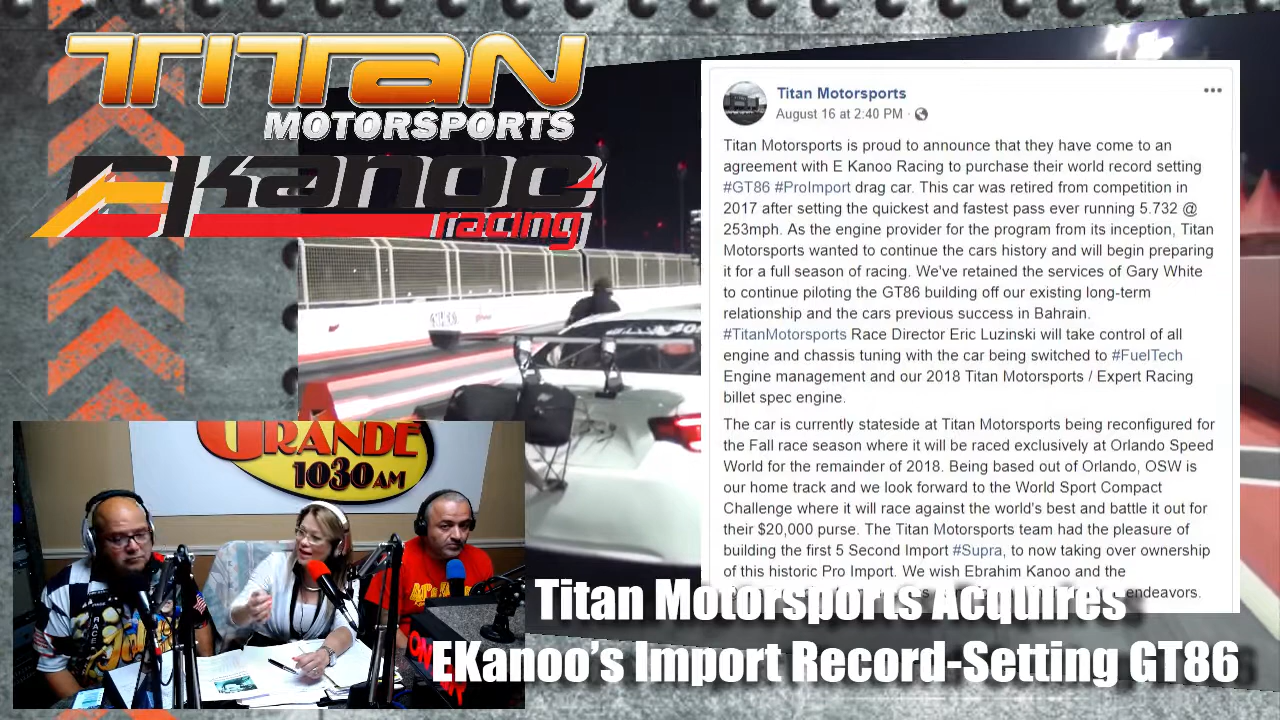 TITAN
MOTORSPORTS
EKanoo
racing
Titan Motorsports
August 16 at 2:40 PM ·
Titan Motorsports is proud to announce that they have come to an
agreement with E Kanoo Racing to purchase their world record setting
#GT86 #ProImport drag car. This car was retired from competition in
2017 after setting the quickest and fastest pass ever running 5.732 @
253mph. As the engine provider for the program from its inception, Titan
Motorsports wanted to continue the cars history and will begin preparing
it for a full season of racing. We've retained the services of Gary White
to continue piloting the GT86 building off our existing long-term
relationship and the cars previous success in Bahrain.
#TitanMotorsports Race Director Eric Luzinski will take control of all
engine and chassis tuning with the car being switched to #FuelTech
Engine management and our 2018 Titan Motorsports / Expert Racing
billet spec engine.
The car is currently stateside at Titan Motorsports being reconfigured for
the Fall race season where it will be raced exclusively at Orlando Speed
World for the remainder of 2018. Being based out of Orlando, OSW is
our home track and we look forward to the World Sport Compact
Challenge where it will race against the world's best and battle it out for
their $20,000 purse. The Titan Motorsports team had the pleasure of
building the first 5 Second Import #Supra, to now taking over ownership
of this historic Pro Import. We wish Ebrahim Kanoo and the
endeavors.
GRANDE
1030AM
RACE
ON
Titan Motorsports Acquires
EKanoo's Import Record-Setting GT86